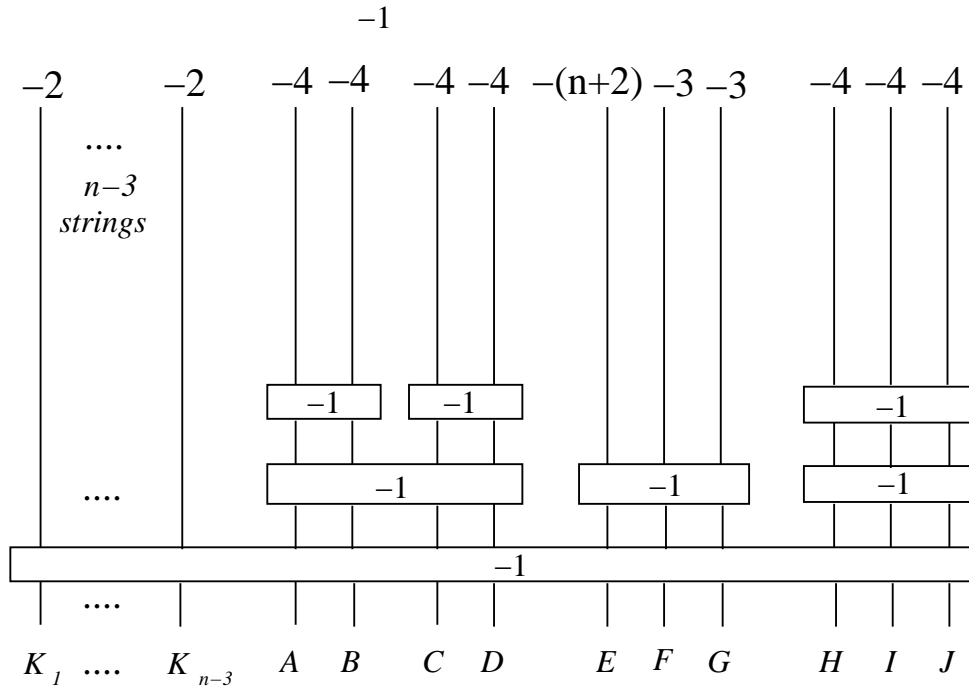 −1
−2 −2 −4 −4 −4 −4 −(n+2) −3 −3 −4 −4 −4
....
n−3
strings
−1 −1 −1
.... −1 −1 −1
−1
....
K₁ .... Kₙ₋₃ A B C D E F G H I J